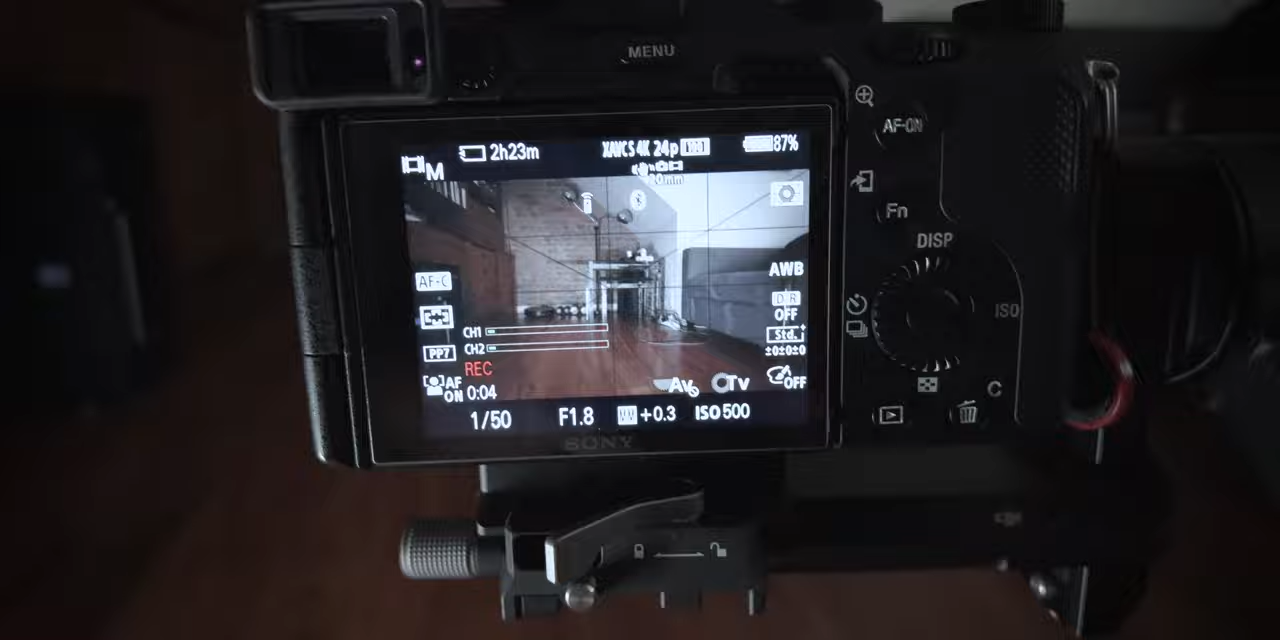 MENU
2h23m
XAVC S 4K 24p
87%
M
AF-ON
Fn
DISP
ISO
AWB
AF-C
D-R
OFF
Std.
±0±0±0
CH1
CH2
PP7
REC
AF
ON
0:04
Av
Tv
OFF
1/50
F1.8
+0.3
ISO 500
C
SONY